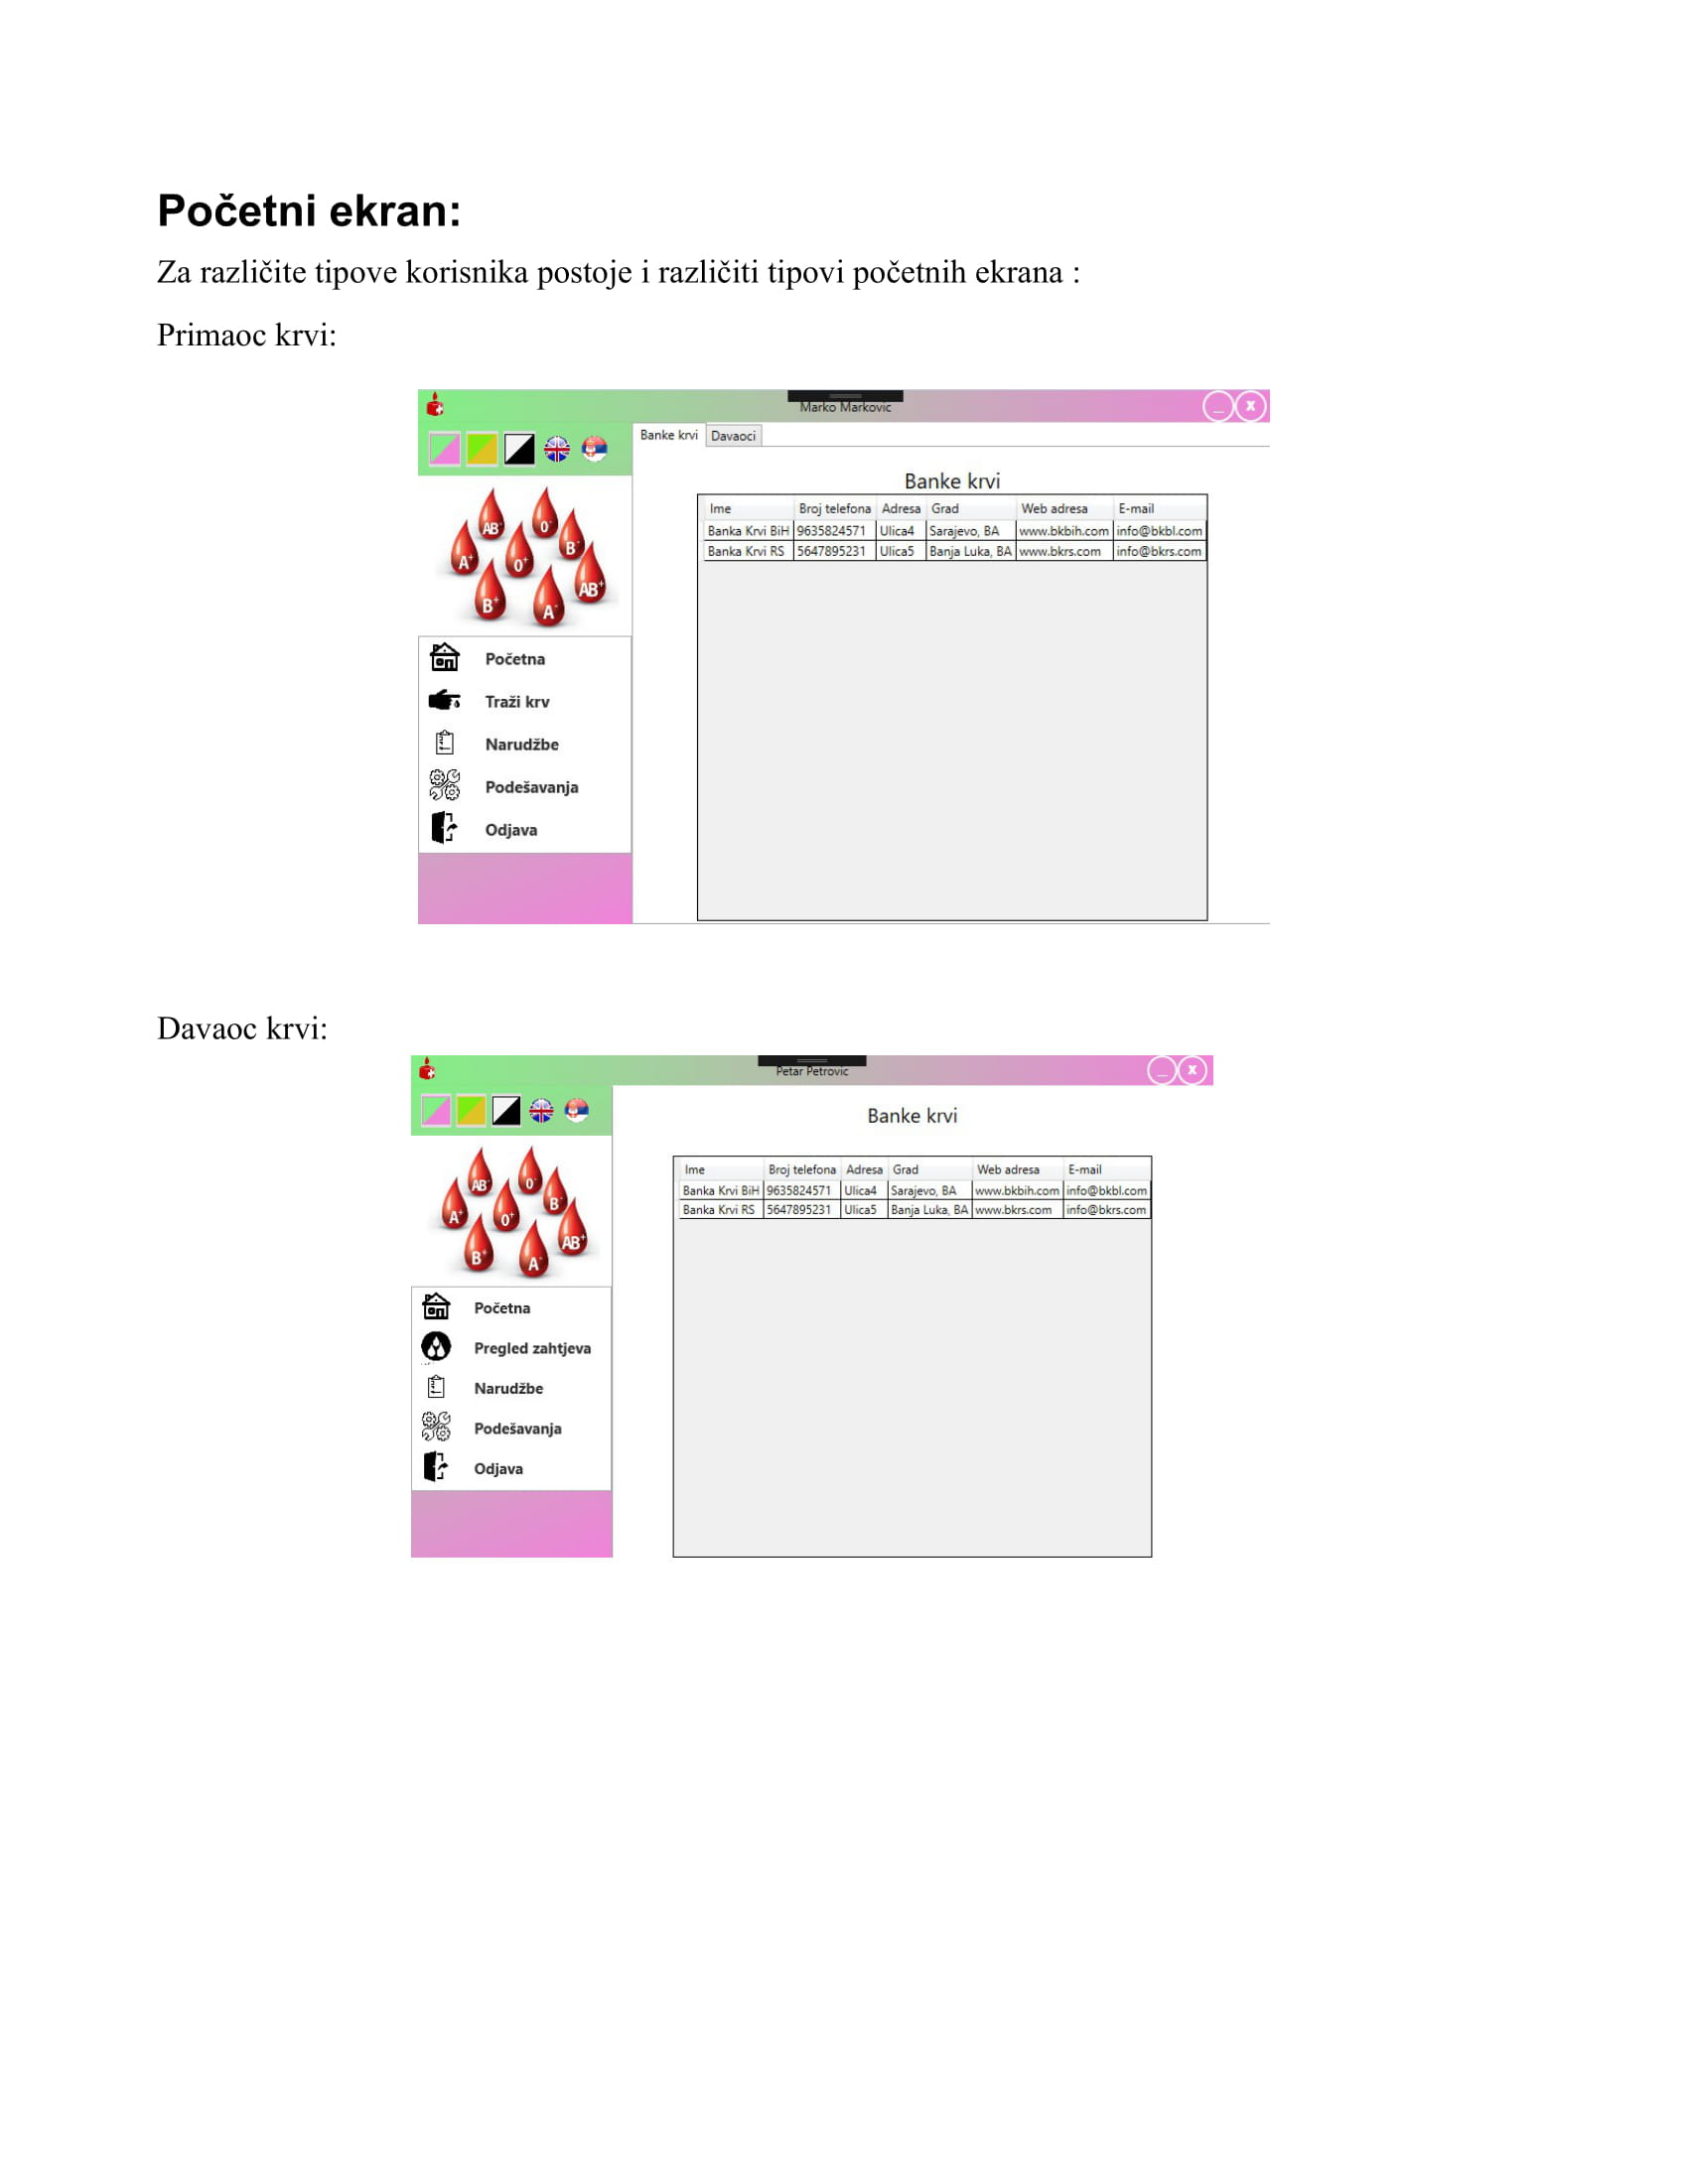 Početni ekran:
Za različite tipove korisnika postoje i različiti tipovi početnih ekrana :
Primaoc krvi:
Marko Markovic
_ X
Banke krvi Davaoci
Banke krvi
Ime Broj telefona Adresa Grad Web adresa E-mail
Banka Krvi BiH 9635824571 Ulica4 Sarajevo, BA www.bkbih.com info@bkbl.com
Banka Krvi RS 5647895231 Ulica5 Banja Luka, BA www.bkrs.com info@bkrs.com
AB- 0- B-
A+ 0+ AB+
B+ A-
Početna
Traži krv
Narudžbe
Podešavanja
Odjava
Davaoc krvi:
Petar Petrovic
_ X
Banke krvi
Ime Broj telefona Adresa Grad Web adresa E-mail
Banka Krvi BiH 9635824571 Ulica4 Sarajevo, BA www.bkbih.com info@bkbl.com
Banka Krvi RS 5647895231 Ulica5 Banja Luka, BA www.bkrs.com info@bkrs.com
AB- 0- B-
A+ 0+ AB+
B+ A-
Početna
Pregled zahtjeva
Narudžbe
Podešavanja
Odjava